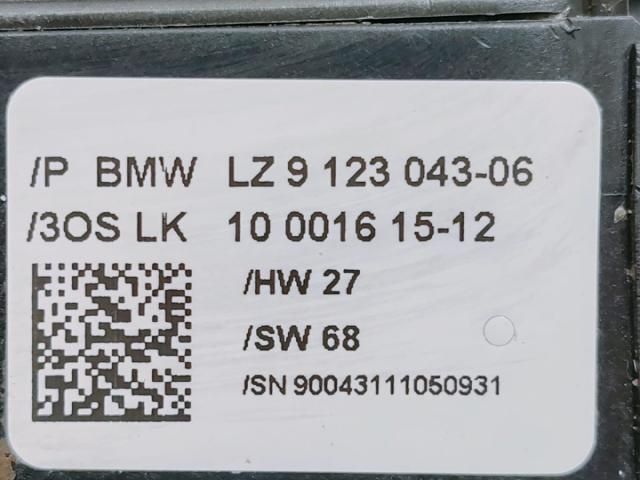 /P BMW LZ 9 123 043-06
/3OS LK 10 0016 15-12
/HW 27
/SW 68
/SN 90043111050931